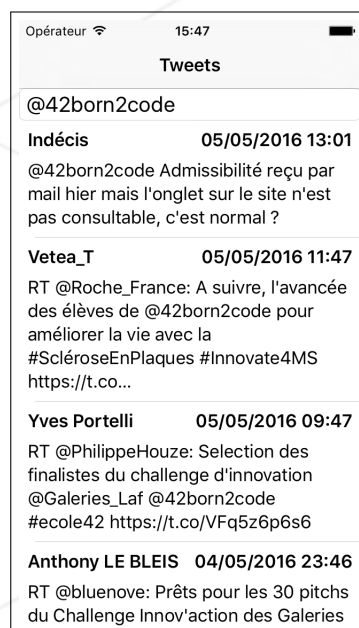 Opérateur 15:47
Tweets
@42born2code
Indécis 05/05/2016 13:01
@42born2code Admissibilité reçu par
mail hier mais l'onglet sur le site n'est
pas consultable, c'est normal ?
Vetea_T 05/05/2016 11:47
RT @Roche_France: A suivre, l'avancée
des élèves de @42born2code pour
améliorer la vie avec la
#ScléroseEnPlaques #Innovate4MS
https://t.co...
Yves Portelli 05/05/2016 09:47
RT @PhilippeHouze: Selection des
finalistes du challenge d'innovation
@Galeries_Laf @42born2code
#ecole42 https://t.co/VFq5z6p6s6
Anthony LE BLEIS 04/05/2016 23:46
RT @bluenove: Prêts pour les 30 pitchs
du Challenge Innov'action des Galeries